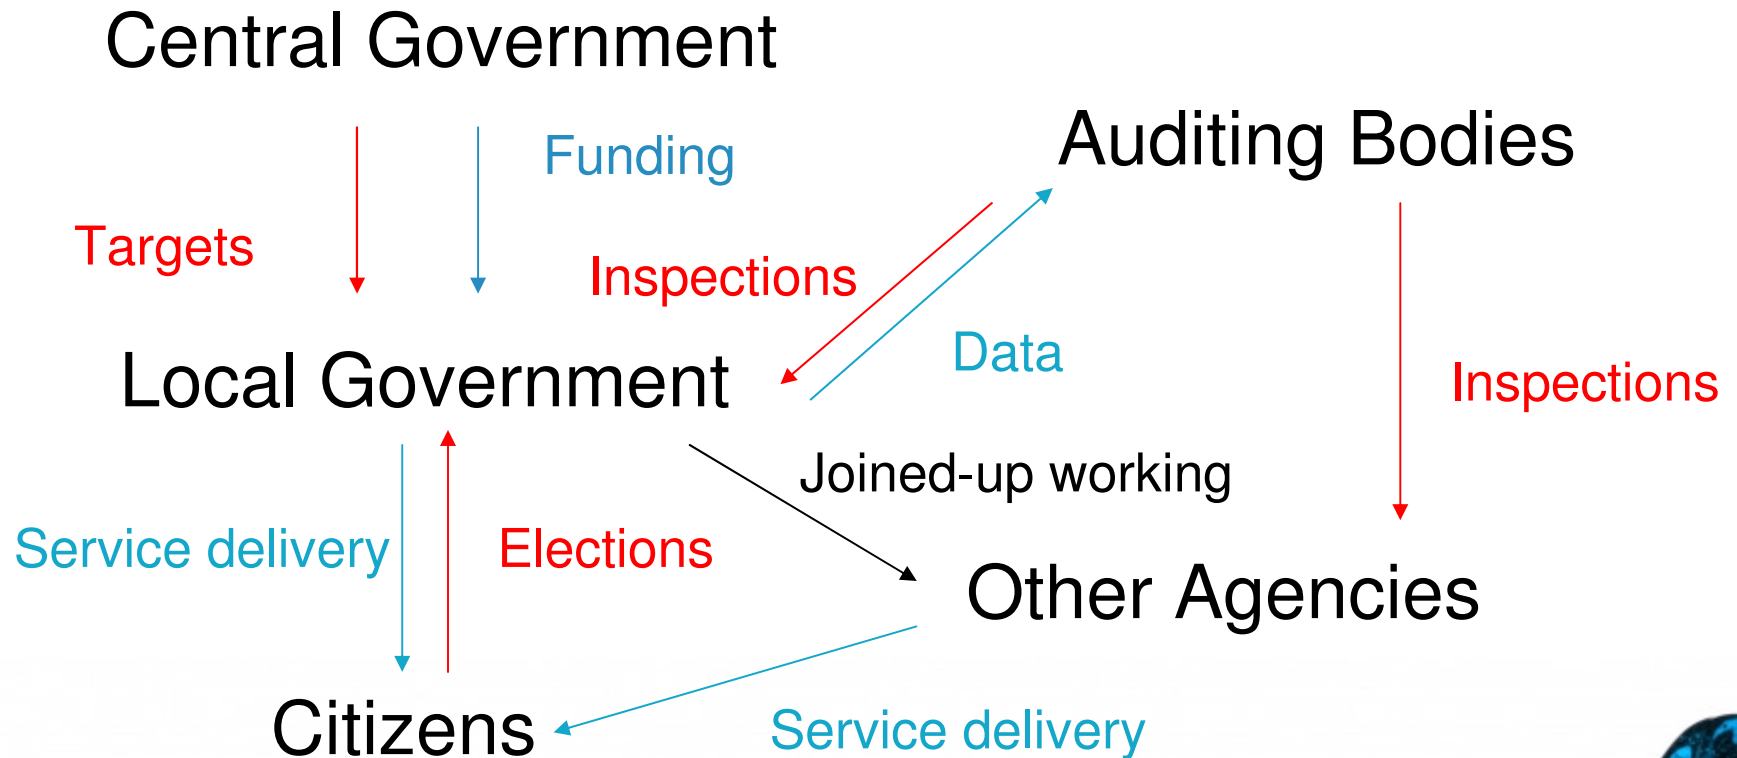 Central Government
Auditing Bodies
Funding
Targets
Inspections
Data
Local Government
Inspections
Joined-up working
Service delivery
Elections
Other Agencies
Citizens
Service delivery